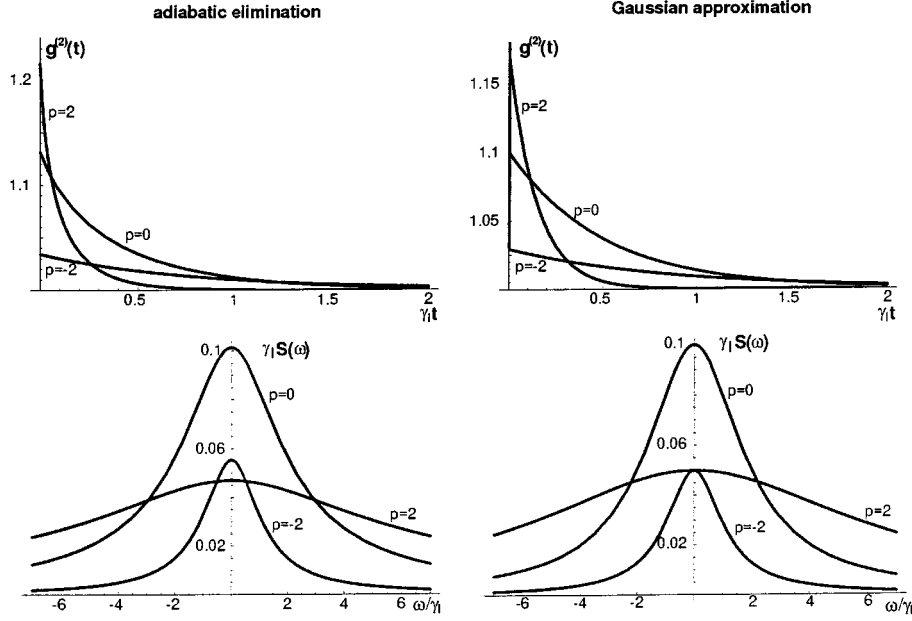 adiabatic elimination
Gaussian approximation
g⁽²⁾(t)
1.2
1.1
p=2
p=0
p=-2
0.5
1
1.5
2
γₗt
g⁽²⁾(t)
1.15
1.1
1.05
p=2
p=0
p=-2
0.5
1
1.5
2
γₗt
0.1
γₗ S(ω)
p=0
0.06
p=2
p=-2
0.02
-6
-4
-2
0
2
4
6
ω/γₗ
0.1
γₗ S(ω)
p=0
0.06
p=2
p=-2
0.02
-6
-4
-2
0
2
4
6
ω/γₗ